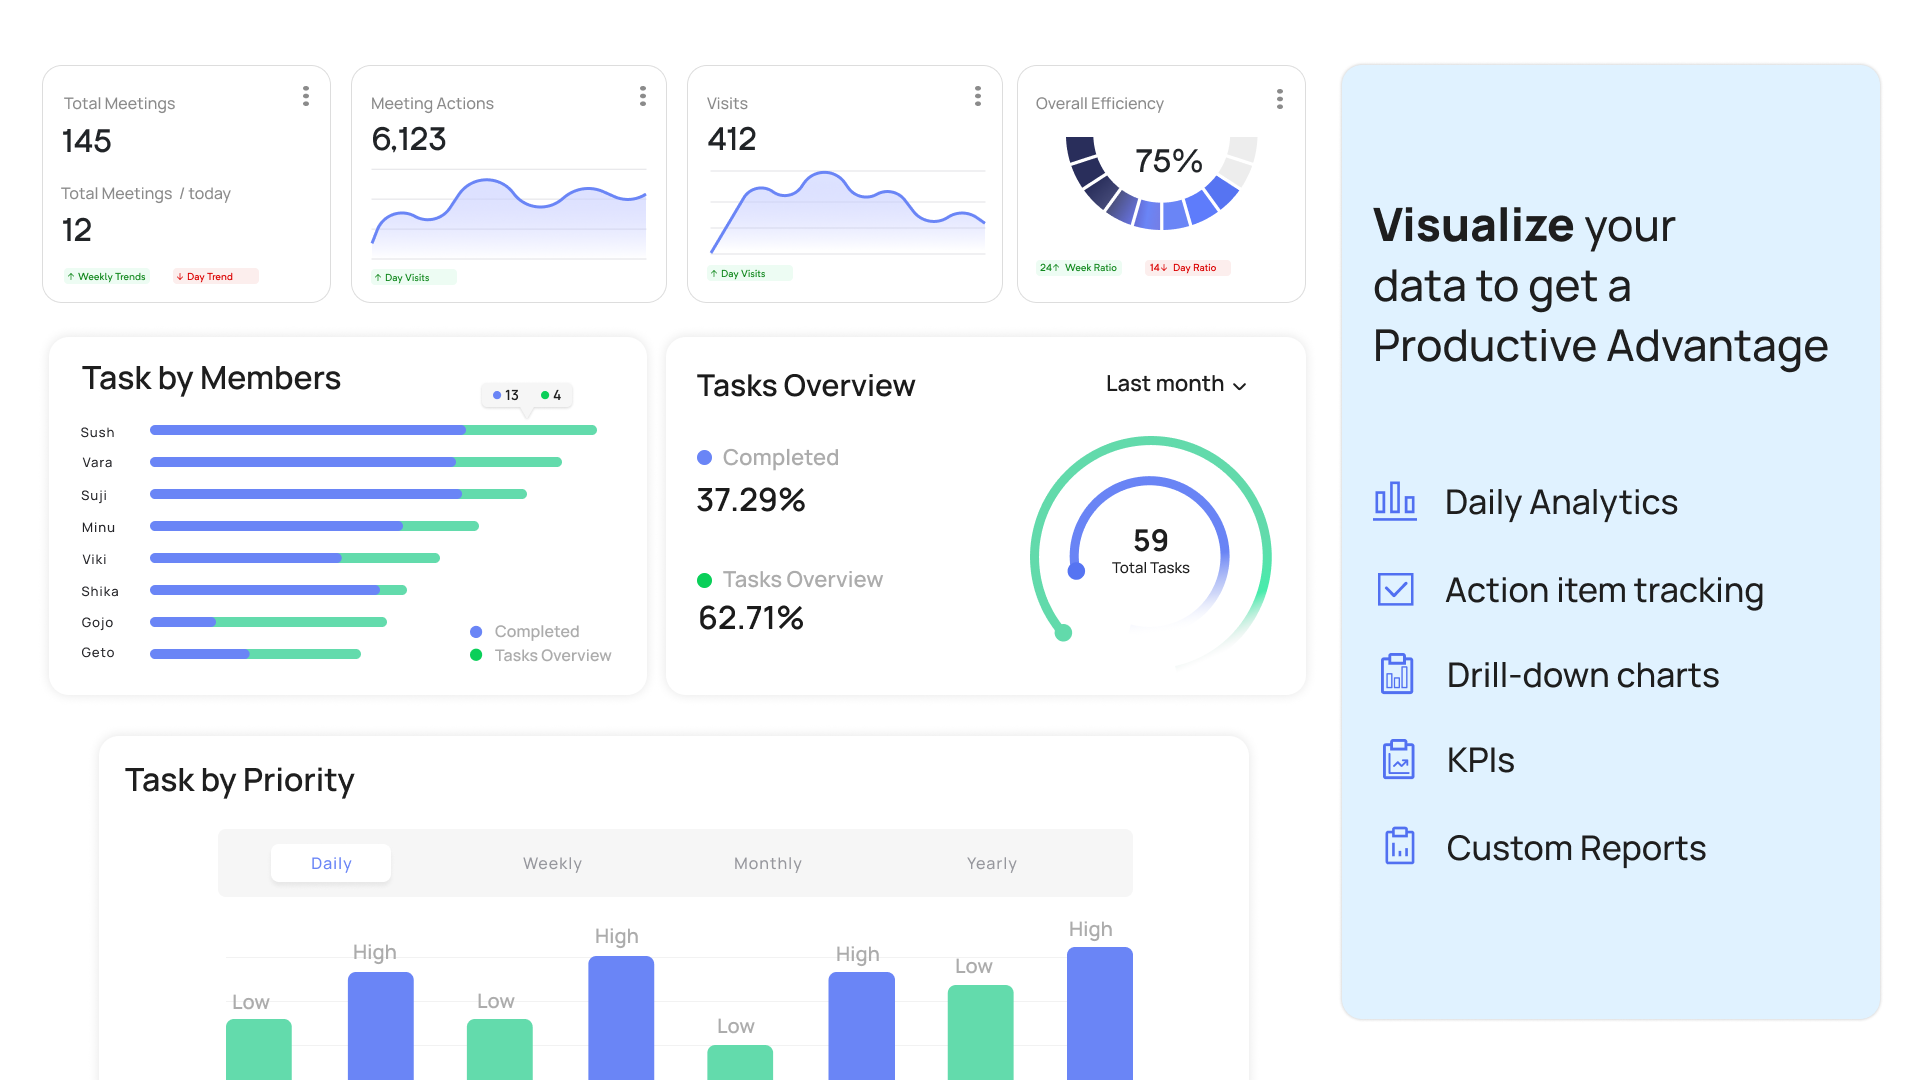 Total Meetings
145
Total Meetings / today
12
↑ Weekly Trends
↓ Day Trend
Meeting Actions
6,123
↑ Day Visits
Visits
412
↑ Day Visits
Overall Efficiency
75%
24↑ Week Ratio
14↓ Day Ratio
Task by Members
13 4
Sush
Vara
Suji
Minu
Viki
Shika
Gojo
Geto
Completed
Tasks Overview
Tasks Overview
Last month
Completed
37.29%
Tasks Overview
62.71%
59
Total Tasks
Task by Priority
Daily
Weekly
Monthly
Yearly
Low
High
Low
High
Low
High
Low
High
Visualize your
data to get a
Productive Advantage
Daily Analytics
Action item tracking
Drill-down charts
KPIs
Custom Reports